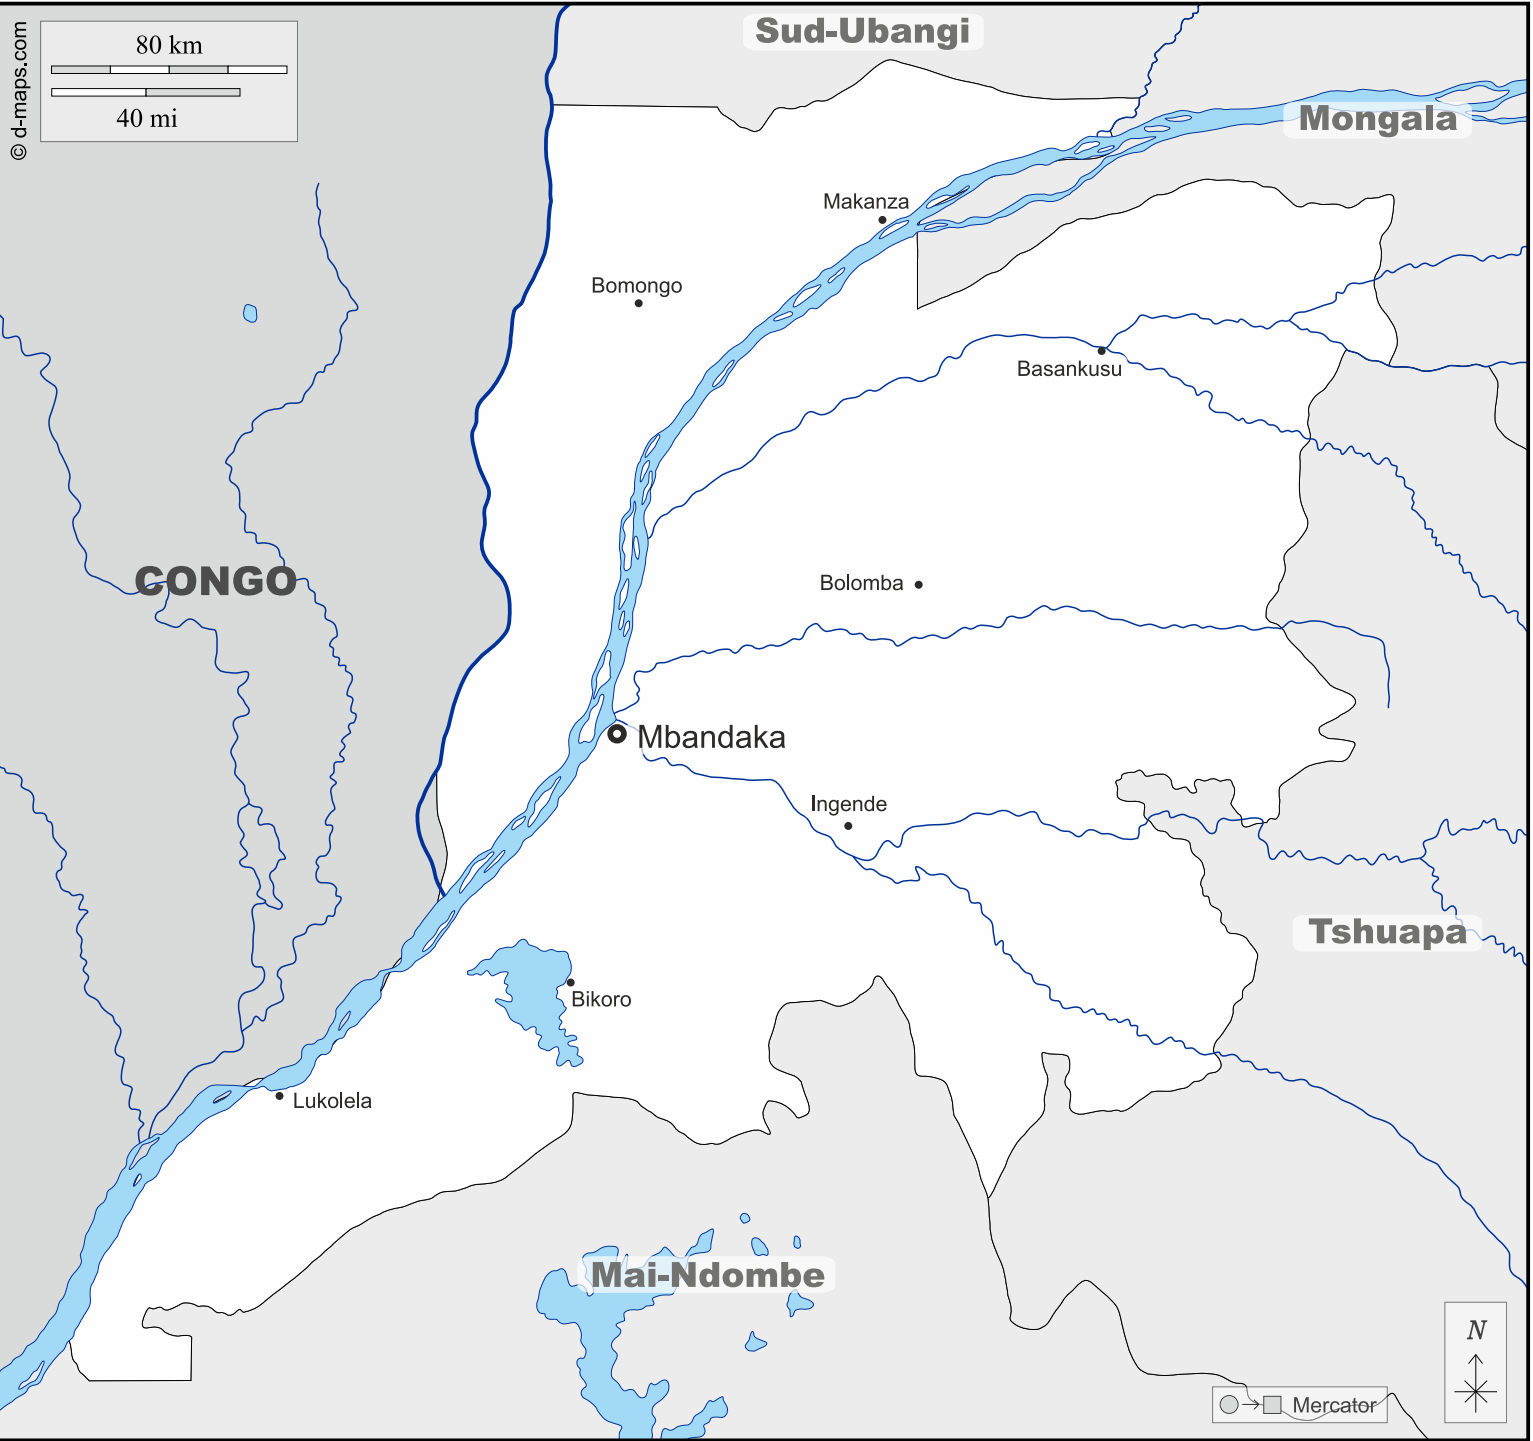 © d-maps.com
80 km
40 mi
Sud-Ubangi
Mongala
Makanza
Bomongo
Basankusu
CONGO
Bolomba
Mbandaka
Ingende
Tshuapa
Bikoro
Lukolela
Mai-Ndombe
N
Mercator